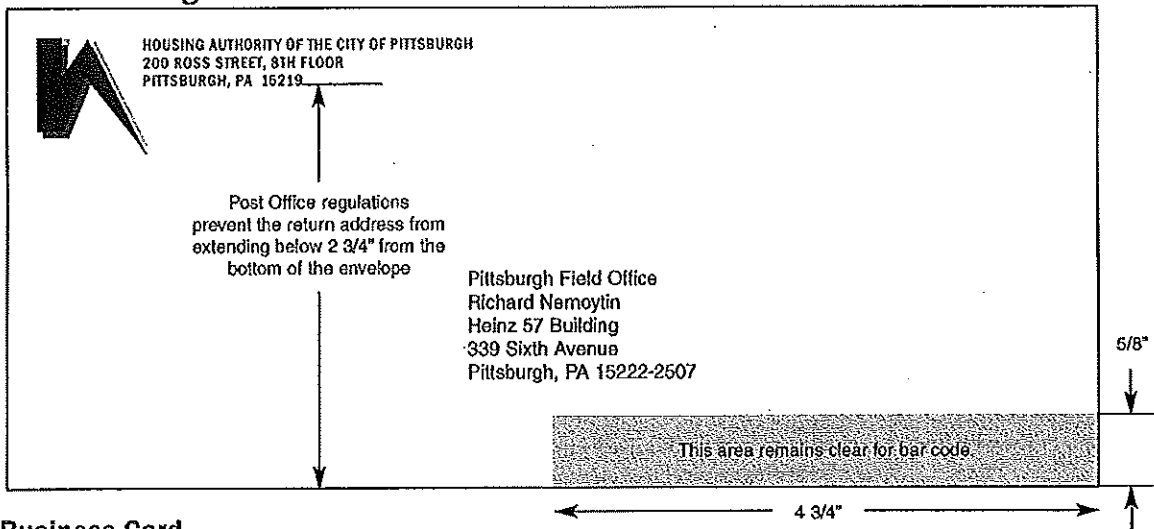 HOUSING AUTHORITY OF THE CITY OF PITTSBURGH
200 ROSS STREET, 8TH FLOOR
PITTSBURGH, PA 15219
Post Office regulations
prevent the return address from
extending below 2 3/4" from the
bottom of the envelope
Pittsburgh Field Office
Richard Nemoytin
Heinz 57 Building
339 Sixth Avenue
Pittsburgh, PA 15222-2507
5/8"
This area remains clear for bar code.
4 3/4"
Business Card